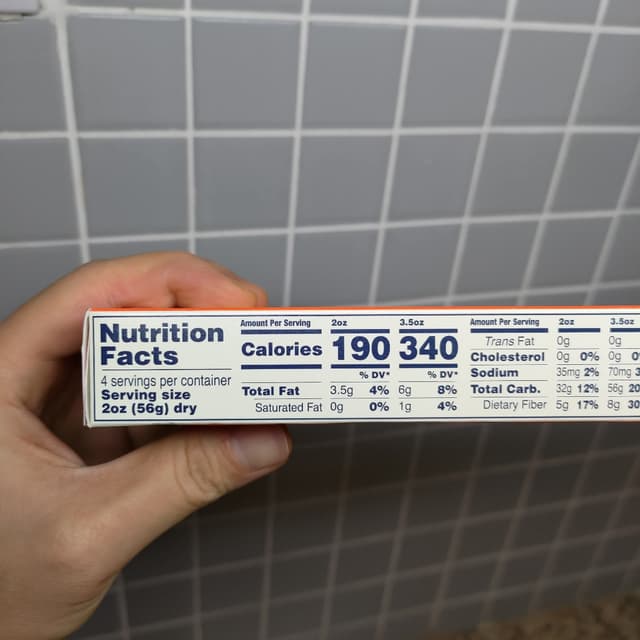 Nutrition
Facts
4 servings per container
Serving size
2oz (56g) dry
Amount Per Serving 2oz 3.5oz
Calories 190 340
% DV* % DV*
Total Fat 3.5g 4% 6g 8%
Saturated Fat 0g 0% 1g 4%
Amount Per Serving 2oz 3.5oz
Trans Fat 0g 0g
Cholesterol 0g 0% 0g
Sodium 35mg 2% 70mg
Total Carb. 32g 12% 56g
Dietary Fiber 5g 17% 8g